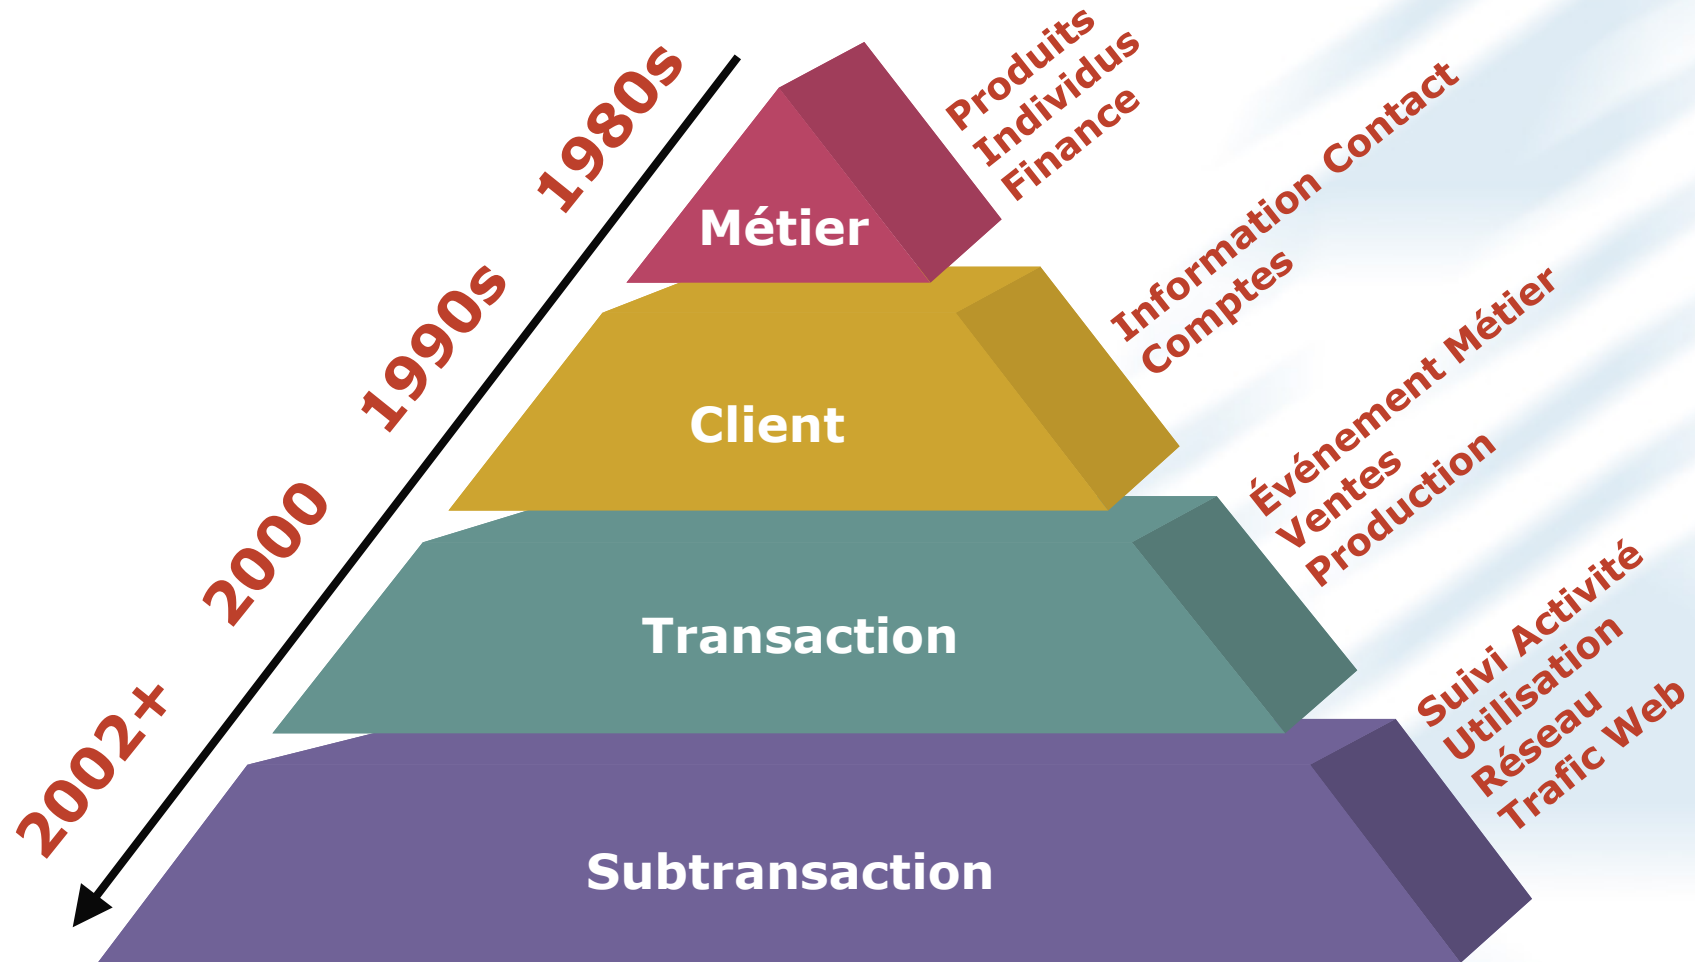 1980s
Métier
Produits
Individus
Finance
1990s
Client
Information Contact
Comptes
2000
Transaction
Événement Métier
Ventes
Production
2002+
Subtransaction
Suivi Activité
Utilisation
Réseau
Trafic Web